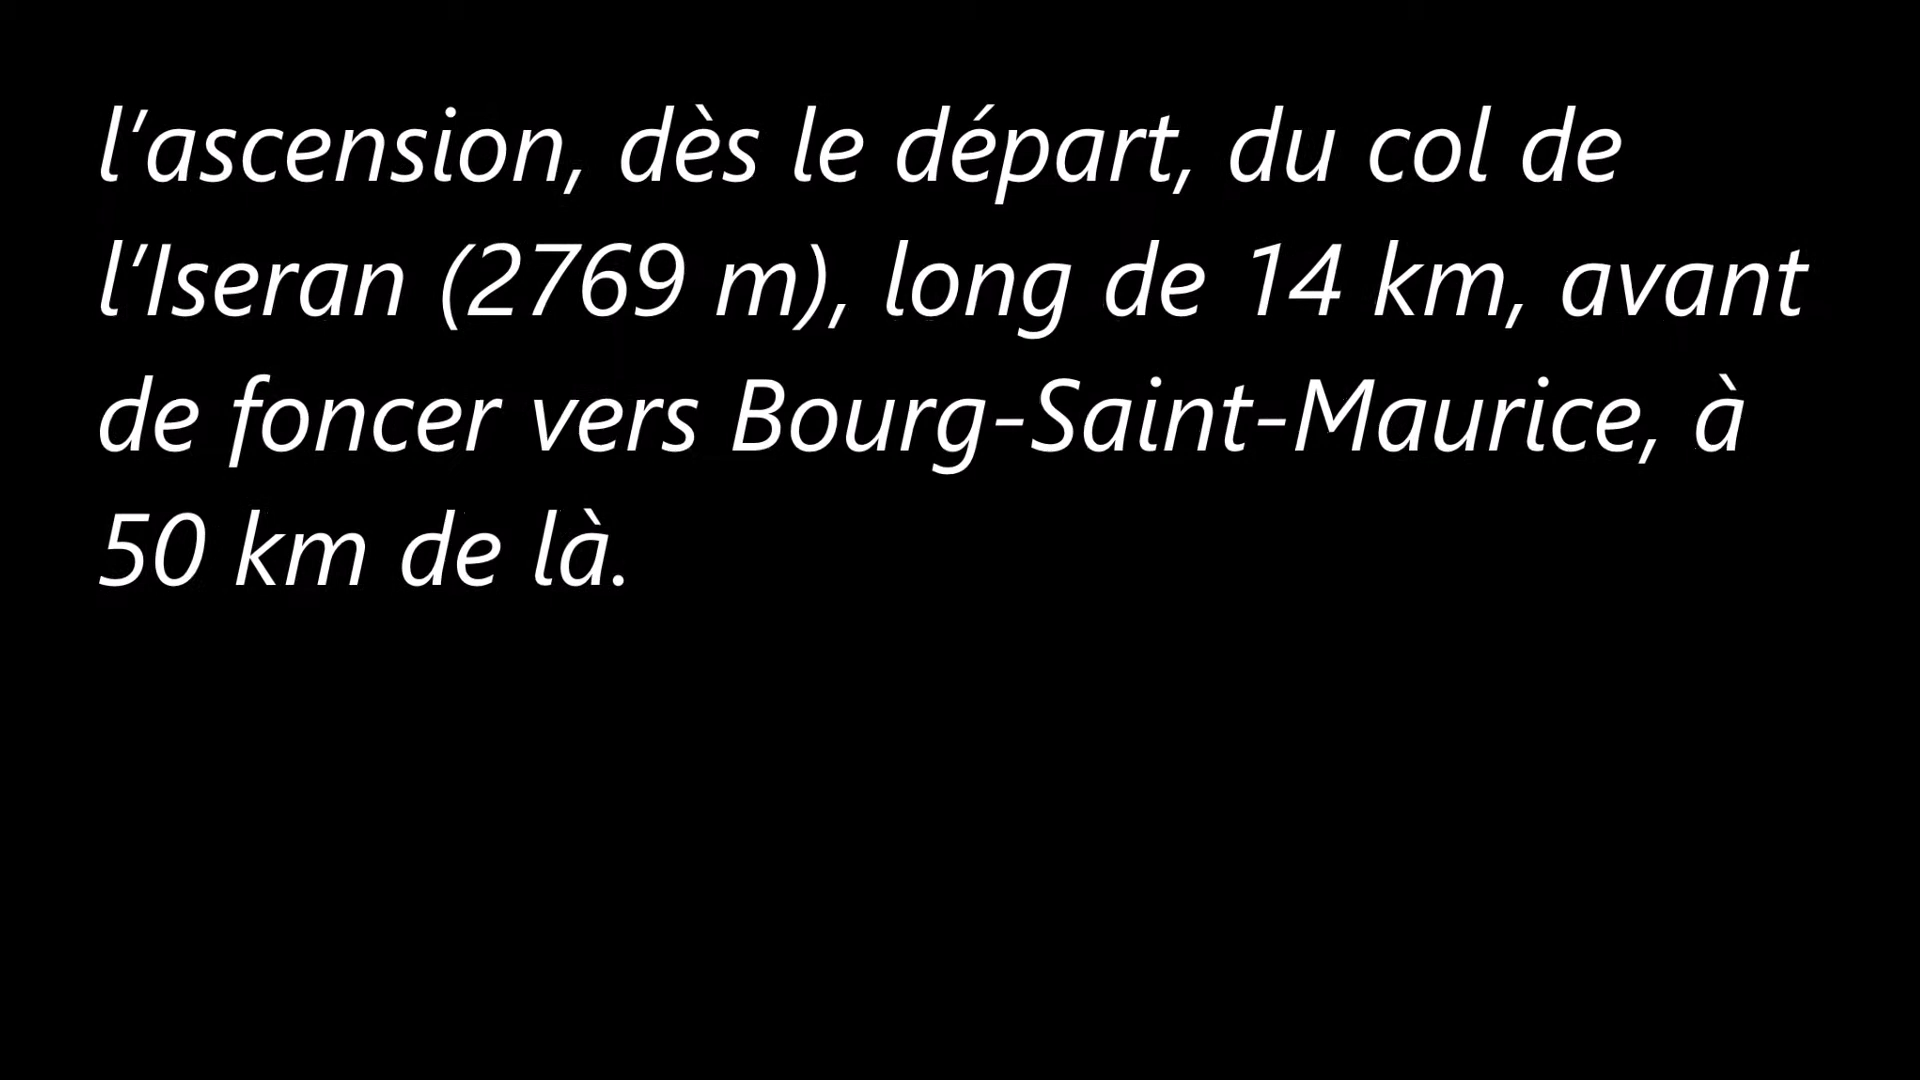 l’ascension, dès le départ, du col de
l’Iseran (2769 m), long de 14 km, avant
de foncer vers Bourg-Saint-Maurice, à
50 km de là.